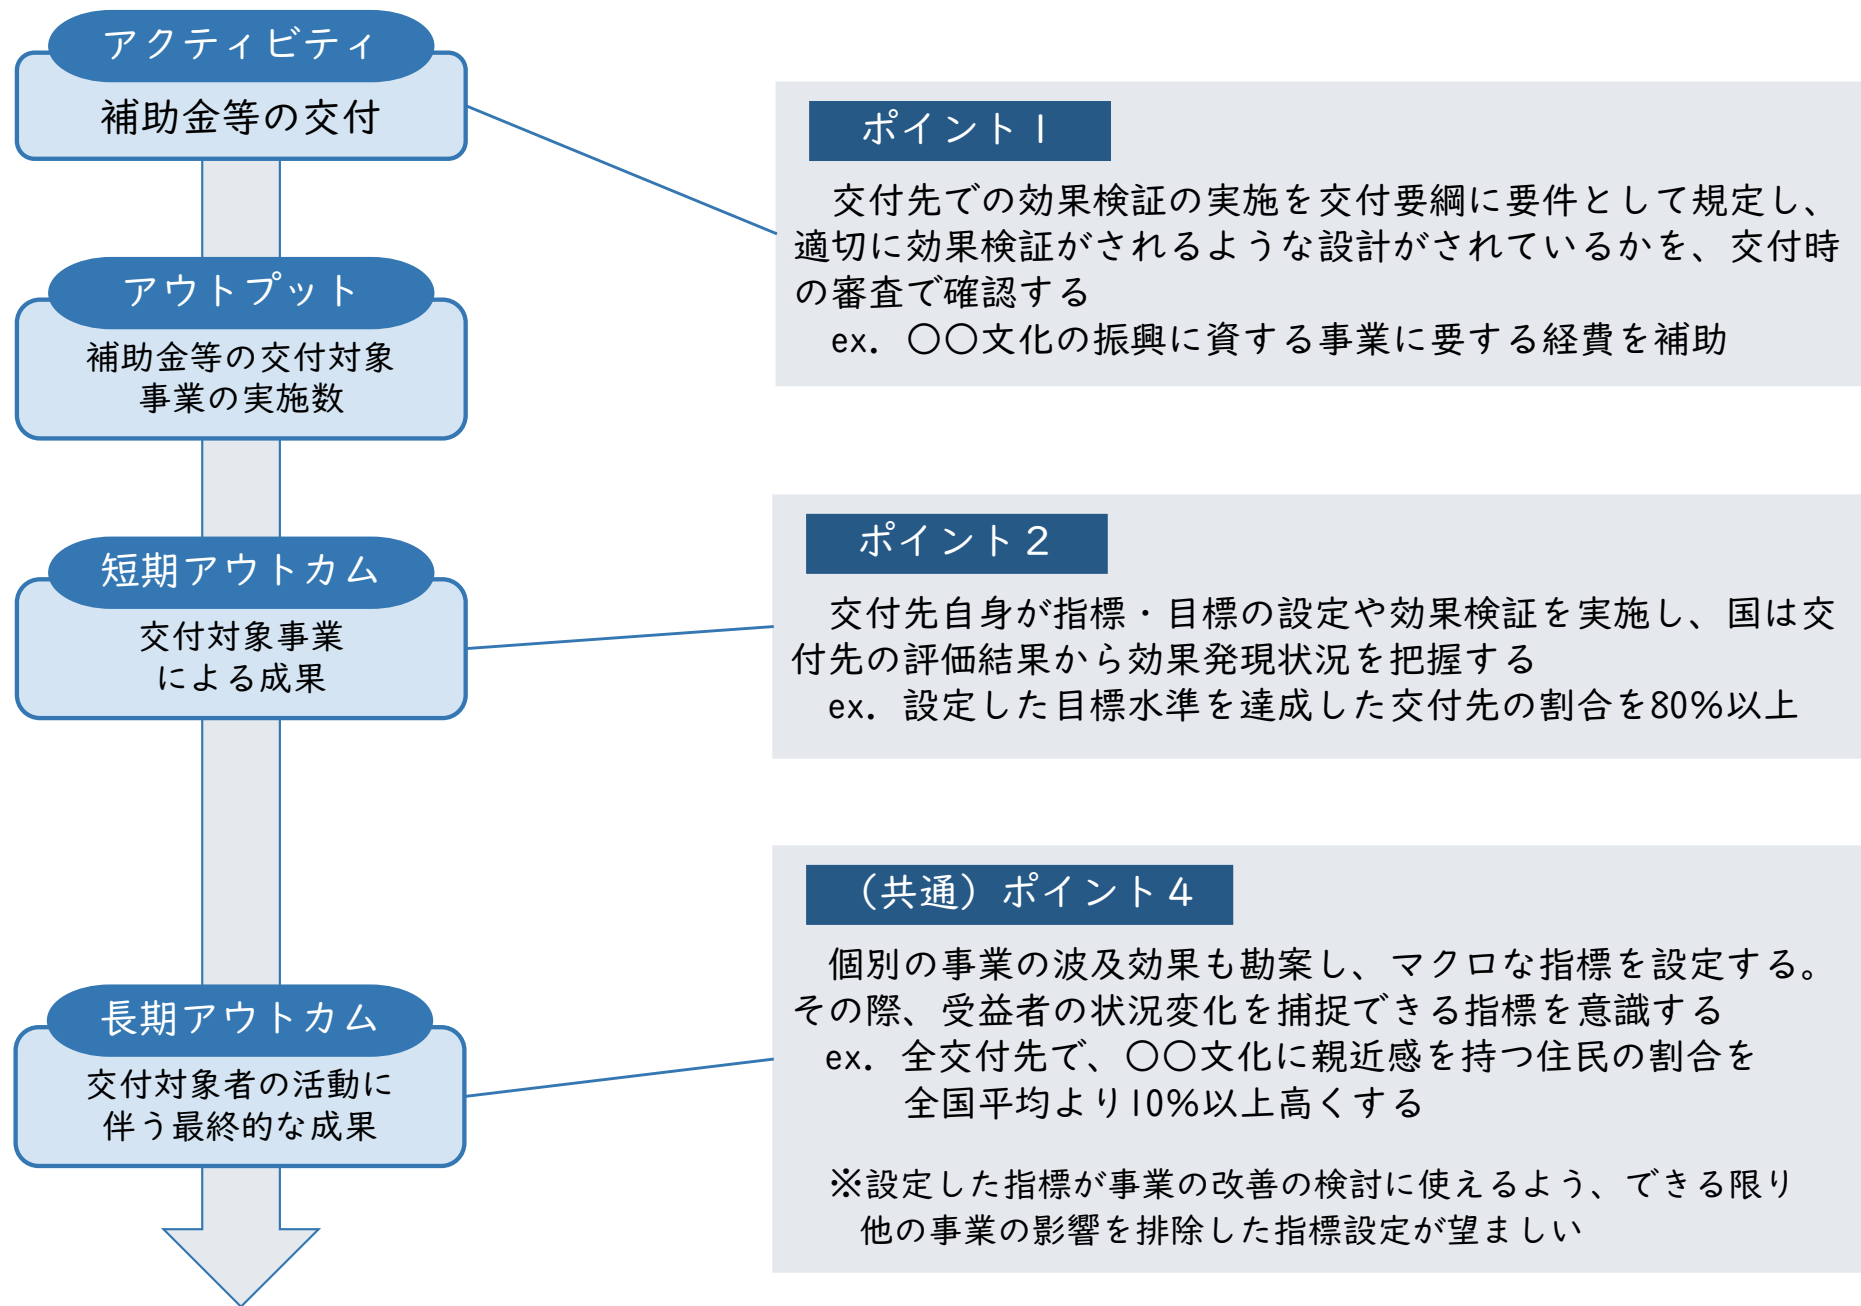 アクティビティ
補助金等の交付
アウトプット
補助金等の交付対象
事業の実施数
短期アウトカム
交付対象事業
による成果
長期アウトカム
交付対象者の活動に
伴う最終的な成果
ポイント1
交付先での効果検証の実施を交付要綱に要件として規定し、
適切に効果検証がされるような設計がされているかを、交付時
の審査で確認する
ex. 〇〇文化の振興に資する事業に要する経費を補助
ポイント2
交付先自身が指標・目標の設定や効果検証を実施し、国は交
付先の評価結果から効果発現状況を把握する
ex. 設定した目標水準を達成した交付先の割合を80%以上
（共通）ポイント4
個別の事業の波及効果も勘案し、マクロな指標を設定する。
その際、受益者の状況変化を捕捉できる指標を意識する
ex. 全交付先で、〇〇文化に親近感を持つ住民の割合を
全国平均より10%以上高くする
※設定した指標が事業の改善の検討に使えるよう、できる限り
他の事業の影響を排除した指標設定が望ましい